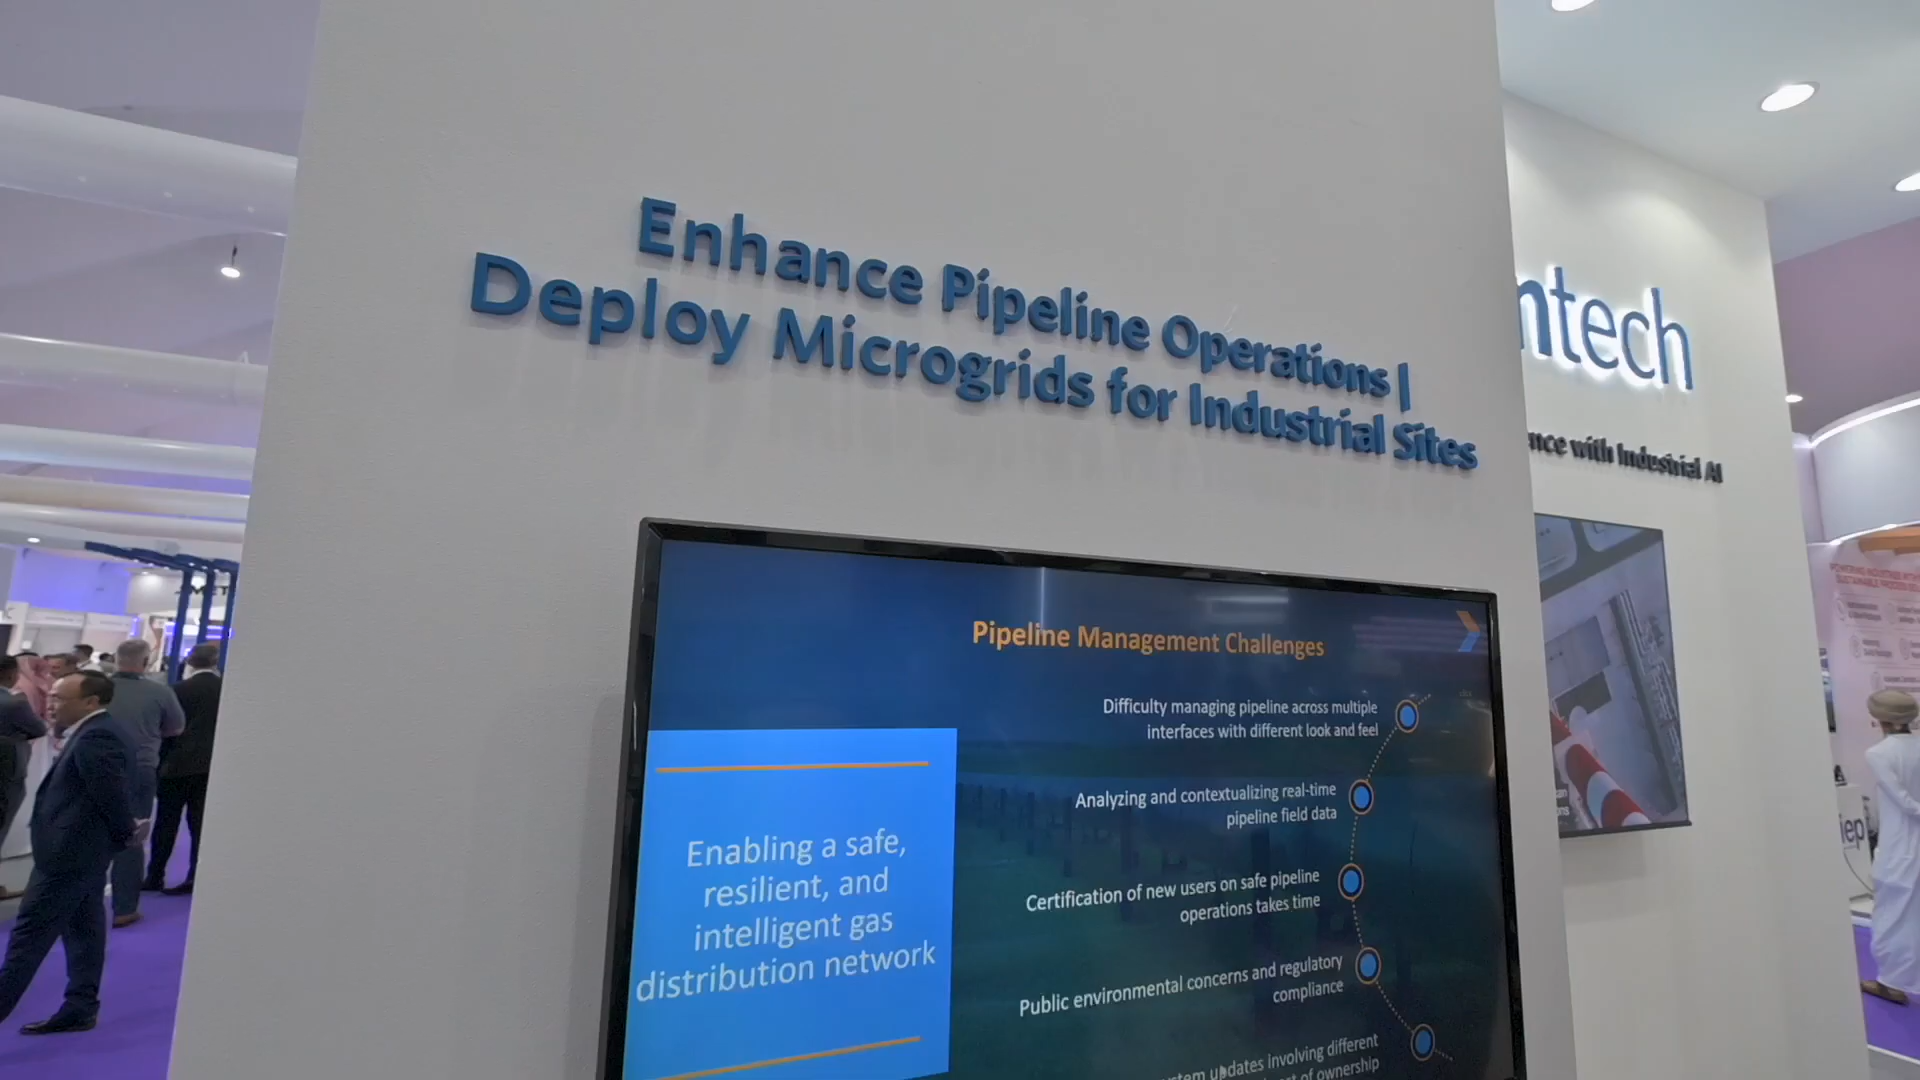 Enhance Pipeline Operations |
Deploy Microgrids for Industrial Sites
ntech
nce with Industrial AI
Pipeline Management Challenges
Difficulty managing pipeline across multiple
interfaces with different look and feel
Analyzing and contextualizing real-time
pipeline field data
Certification of new users on safe pipeline
operations takes time
Public environmental concerns and regulatory
compliance
updates involving different
of ownership
Enabling a safe,
resilient, and
intelligent gas
distribution network
MET
iep